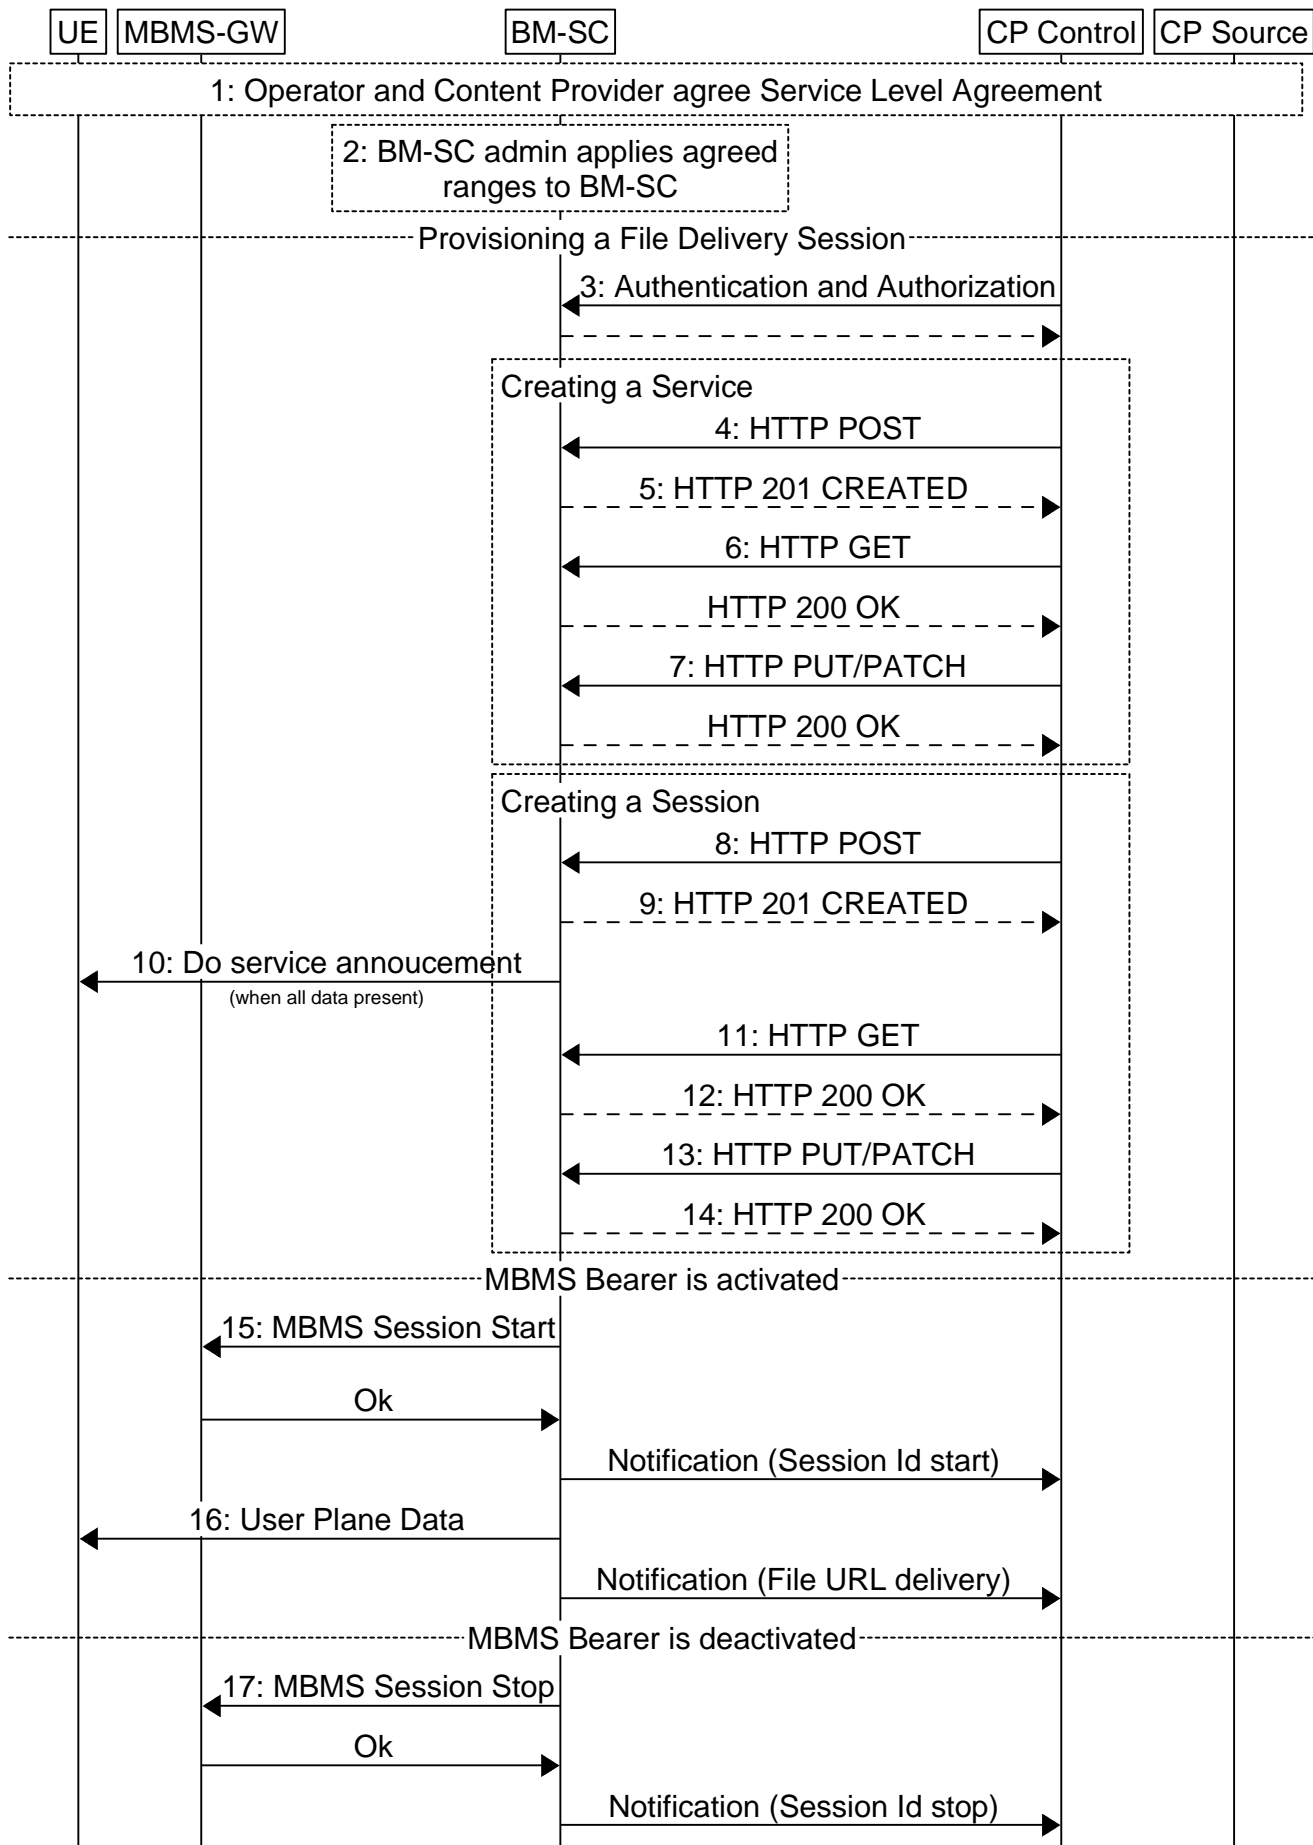 UE MBMS-GW BM-SC CP Control CP Source
1: Operator and Content Provider agree Service Level Agreement
2: BM-SC admin applies agreed
ranges to BM-SC
Provisioning a File Delivery Session
3: Authentication and Authorization
Creating a Service
4: HTTP POST
5: HTTP 201 CREATED
6: HTTP GET
HTTP 200 OK
7: HTTP PUT/PATCH
HTTP 200 OK
Creating a Session
8: HTTP POST
9: HTTP 201 CREATED
10: Do service annoucement
(when all data present)
11: HTTP GET
12: HTTP 200 OK
13: HTTP PUT/PATCH
14: HTTP 200 OK
MBMS Bearer is activated
15: MBMS Session Start
Ok
Notification (Session Id start)
16: User Plane Data
Notification (File URL delivery)
MBMS Bearer is deactivated
17: MBMS Session Stop
Ok
Notification (Session Id stop)